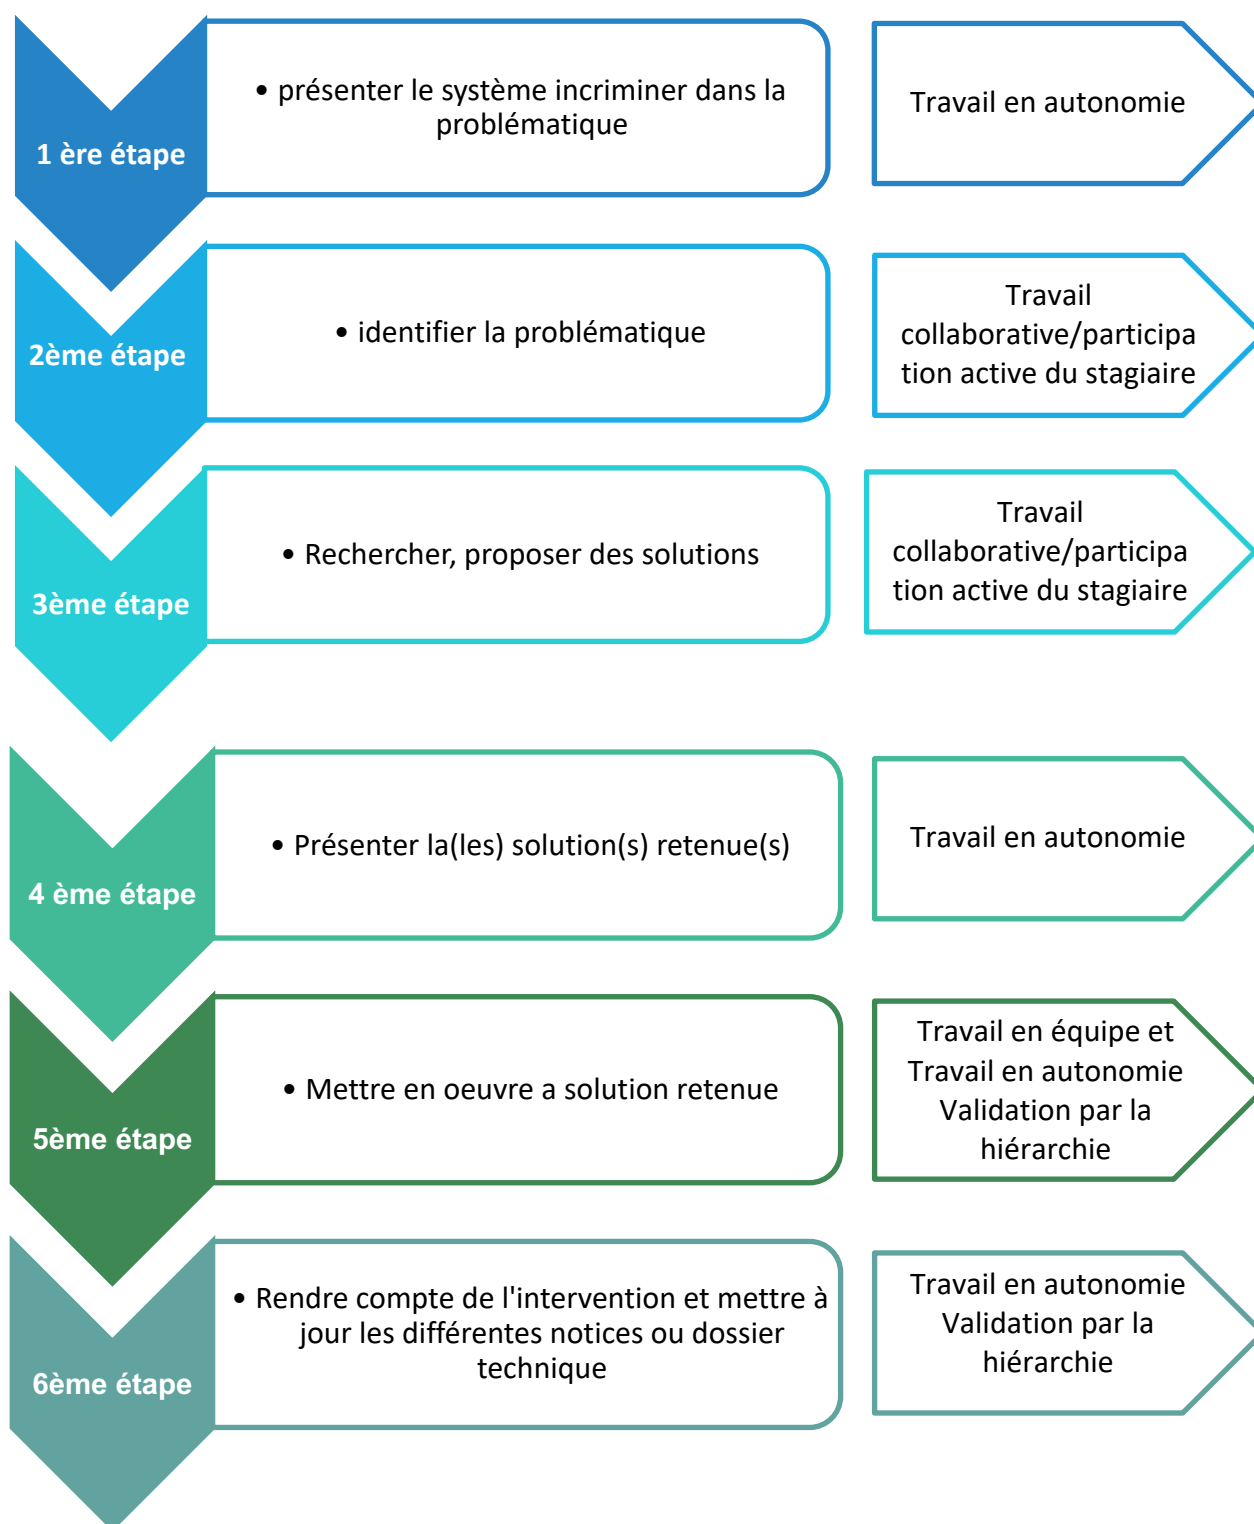 1 ère étape
• présenter le système incriminer dans la
problématique
Travail en autonomie
2ème étape
• identifier la problématique
Travail
collaborative/participa
tion active du stagiaire
3ème étape
• Rechercher, proposer des solutions
Travail
collaborative/participa
tion active du stagiaire
4 ème étape
• Présenter la(les) solution(s) retenue(s)
Travail en autonomie
5ème étape
• Mettre en oeuvre a solution retenue
Travail en équipe et
Travail en autonomie
Validation par la
hiérarchie
6ème étape
• Rendre compte de l'intervention et mettre à
jour les différentes notices ou dossier
technique
Travail en autonomie
Validation par la
hiérarchie